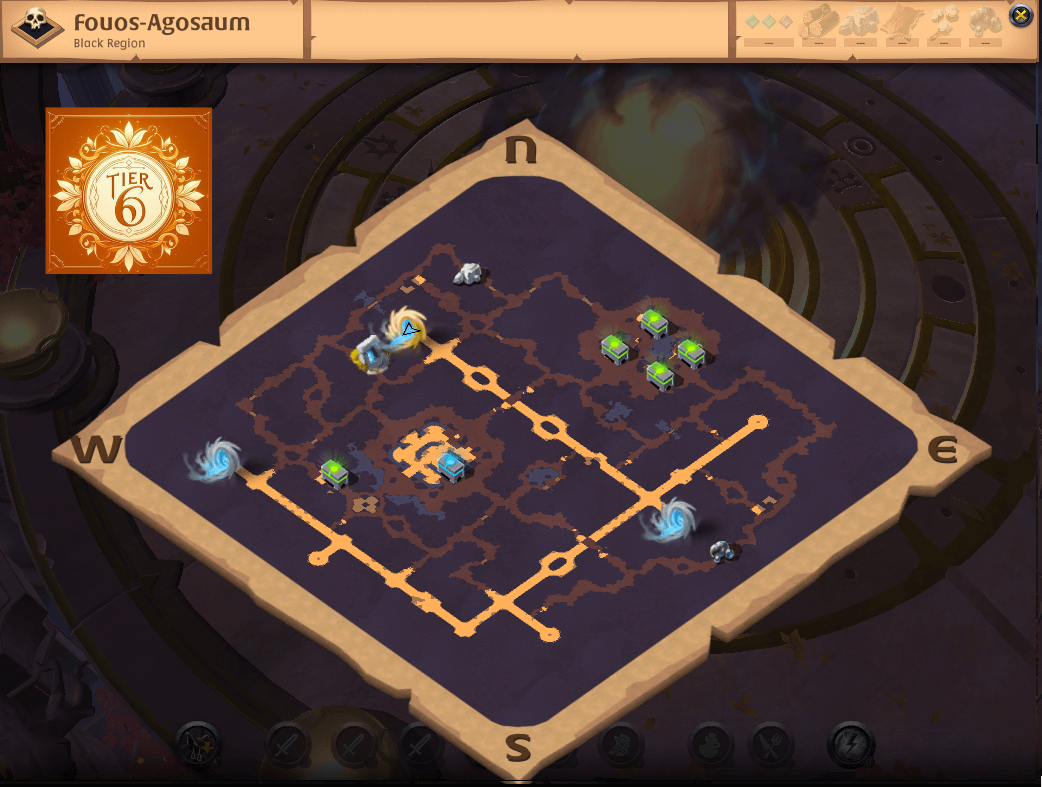 Fouos-Agosaum
Black Region
--- --- --- --- --- ---
TIER
6
N
W
E
S